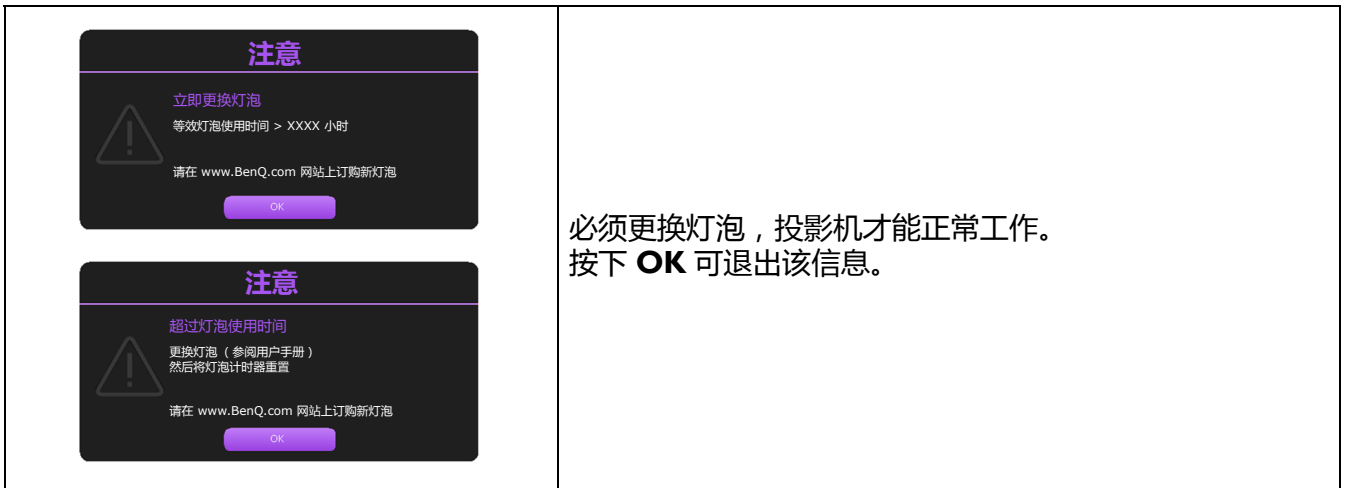 注意
立即更换灯泡
等效灯泡使用时间 > XXXX 小时
请在 www.BenQ.com 网站上订购新灯泡
OK
注意
超过灯泡使用时间
更换灯泡（参阅用户手册）
然后将灯泡计时器重置
请在 www.BenQ.com 网站上订购新灯泡
OK
必须更换灯泡，投影机才能正常工作。
按下 OK 可退出该信息。